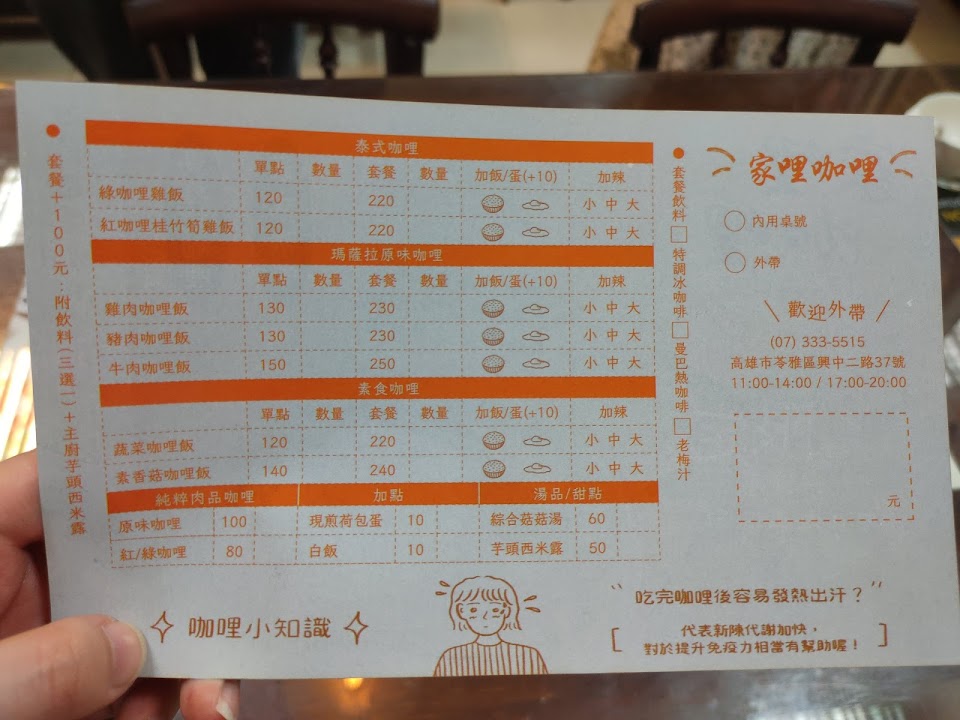 套餐+100元:附飲料(三選一)+主廚芋頭西米露
泰式咖哩
單點 數量 套餐 數量 加飯/蛋(+10) 加辣
綠咖哩雞飯 120 220 小 中 大
紅咖哩桂竹筍雞飯 120 220 小 中 大
瑪薩拉原味咖哩
單點 數量 套餐 數量 加飯/蛋(+10) 加辣
雞肉咖哩飯 130 230 小 中 大
豬肉咖哩飯 130 230 小 中 大
牛肉咖哩飯 150 250 小 中 大
素食咖哩
單點 數量 套餐 數量 加飯/蛋(+10) 加辣
蔬菜咖哩飯 120 220 小 中 大
素香菇咖哩飯 140 240 小 中 大
純粹肉品咖哩 加點 湯品/甜點
原味咖哩 100 現煎荷包蛋 10 綜合菇菇湯 60
紅/綠咖哩 80 白飯 10 芋頭西米露 50
套餐飲料 □ 特調冰咖啡 □ 曼巴熱咖啡 □ 老梅汁
家哩咖哩
內用桌號
外帶
\ 歡迎外帶 /
(07) 333-5515
高雄市苓雅區興中二路37號
11:00-14:00 / 17:00-20:00
元
咖哩小知識
吃完咖哩後容易發熱出汗?
代表新陳代謝加快,
對於提升免疫力相當有幫助喔!